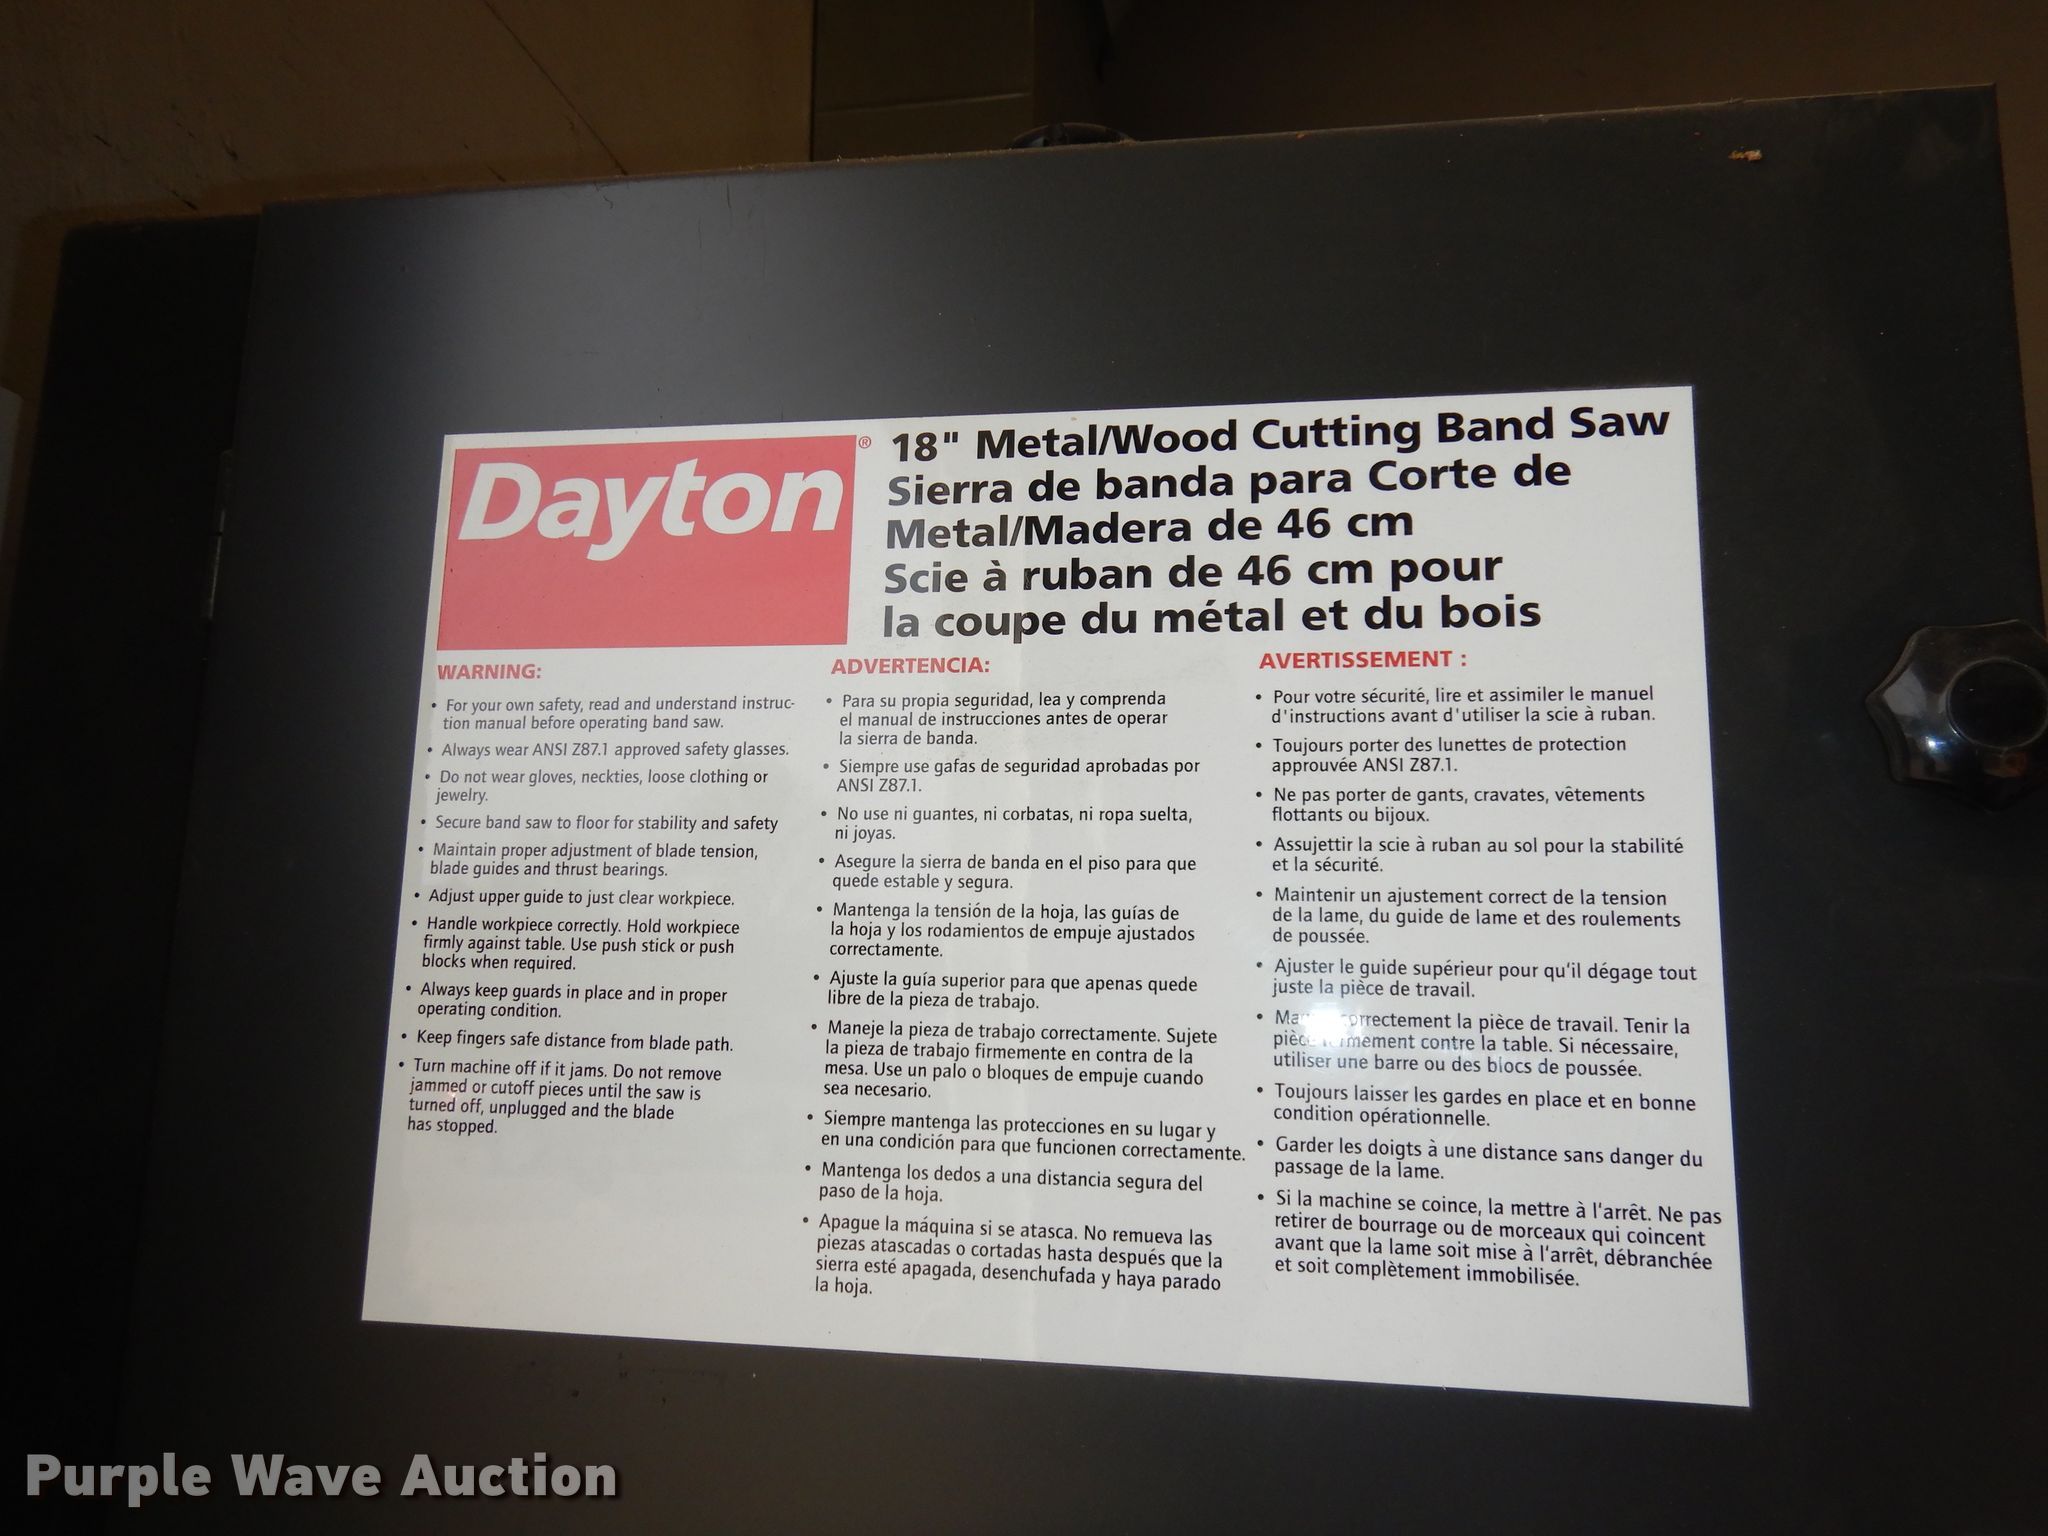 Dayton®
18" Metal/Wood Cutting Band Saw
Sierra de banda para Corte de
Metal/Madera de 46 cm
Scie à ruban de 46 cm pour
la coupe du métal et du bois
WARNING:
• For your own safety, read and understand instruc-
tion manual before operating band saw.
• Always wear ANSI Z87.1 approved safety glasses.
• Do not wear gloves, neckties, loose clothing or
jewelry.
• Secure band saw to floor for stability and safety
• Maintain proper adjustment of blade tension,
blade guides and thrust bearings.
• Adjust upper guide to just clear workpiece.
• Handle workpiece correctly. Hold workpiece
firmly against table. Use push stick or push
blocks when required.
• Always keep guards in place and in proper
operating condition.
• Keep fingers safe distance from blade path.
• Turn machine off if it jams. Do not remove
jammed or cutoff pieces until the saw is
turned off, unplugged and the blade
has stopped.
ADVERTENCIA:
• Para su propia seguridad, lea y comprenda
el manual de instrucciones antes de operar
la sierra de banda.
• Siempre use gafas de seguridad aprobadas por
ANSI Z87.1.
• No use ni guantes, ni corbatas, ni ropa suelta,
ni joyas.
• Asegure la sierra de banda en el piso para que
quede estable y segura.
• Mantenga la tensión de la hoja, las guías de
la hoja y los rodamientos de empuje ajustados
correctamente.
• Ajuste la guía superior para que apenas quede
libre de la pieza de trabajo.
• Maneje la pieza de trabajo correctamente. Sujete
la pieza de trabajo firmemente en contra de la
mesa. Use un palo o bloques de empuje cuando
sea necesario.
• Siempre mantenga las protecciones en su lugar y
en una condición para que funcionen correctamente.
• Mantenga los dedos a una distancia segura del
paso de la hoja.
• Apague la máquina si se atasca. No remueva las
piezas atascadas o cortadas hasta después que la
sierra esté apagada, desenchufada y haya parado
la hoja.
AVERTISSEMENT :
• Pour votre sécurité, lire et assimiler le manuel
d'instructions avant d'utiliser la scie à ruban.
• Toujours porter des lunettes de protection
approuvée ANSI Z87.1.
• Ne pas porter de gants, cravates, vêtements
flottants ou bijoux.
• Assujettir la scie à ruban au sol pour la stabilité
et la sécurité.
• Maintenir un ajustement correct de la tension
de la lame, du guide de lame et des roulements
de poussée.
• Ajuster le guide supérieur pour qu'il dégage tout
juste la pièce de travail.
• correctement la pièce de travail. Tenir la
pièce fermement contre la table. Si nécessaire,
utiliser une barre ou des blocs de poussée.
• Toujours laisser les gardes en place et en bonne
condition opérationnelle.
• Garder les doigts à une distance sans danger du
passage de la lame.
• Si la machine se coince, la mettre à l'arrêt. Ne pas
retirer de bourrage ou de morceaux qui coincent
avant que la lame soit mise à l'arrêt, débranchée
et soit complètement immobilisée.
Purple Wave Auction